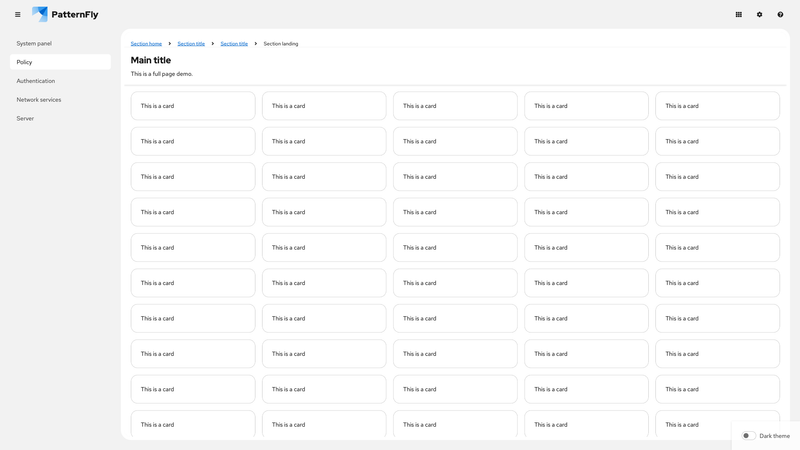 PatternFly
System panel
Policy
Authentication
Network services
Server
Section home > Section title > Section title > Section landing
Main title
This is a full page demo.
This is a card This is a card This is a card This is a card This is a card
This is a card This is a card This is a card This is a card This is a card
This is a card This is a card This is a card This is a card This is a card
This is a card This is a card This is a card This is a card This is a card
This is a card This is a card This is a card This is a card This is a card
This is a card This is a card This is a card This is a card This is a card
This is a card This is a card This is a card This is a card This is a card
This is a card This is a card This is a card This is a card This is a card
This is a card This is a card This is a card This is a card This is a card
This is a card This is a card This is a card This is a card This is a card
Dark theme